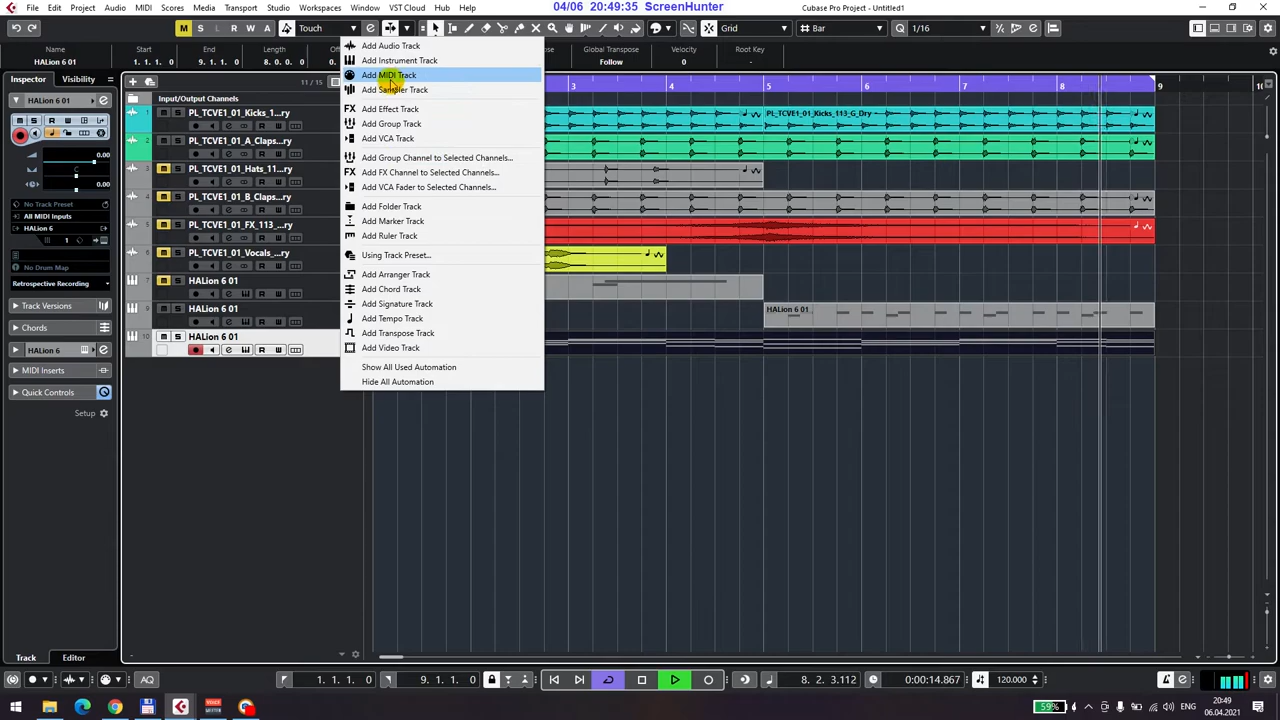 File Edit Project Audio MIDI Scores Media Transport Studio Workspaces Window VST Cloud Hub Help
04/06 20:49:35 ScreenHunter
Cubase Pro Project - Untitled1
M S L R W A Touch Grid Bar 1/16
Name Start End Length Global Transpose Velocity Root Key
HALion 6 01 1. 1. 1. 0 9. 1. 1. 0 Follow 0 -
Inspector Visibility
11 / 15
3 5 6 7 8 9
HALion 6 01
Input/Output Channels
Add Audio Track
Add Instrument Track
Add MIDI Track
Add Sampler Track
Add Effect Track
Add Group Track
Add VCA Track
Add Group Channel to Selected Channels...
Add FX Channel to Selected Channels...
Add VCA Fader to Selected Channels...
Add Folder Track
Add Marker Track
Add Ruler Track
Using Track Preset...
Add Arranger Track
Add Chord Track
Add Signature Track
Add Tempo Track
Add Transpose Track
Add Video Track
Show All Used Automation
Hide All Automation
1 PL_TCVE1_01_Kicks_1...ry
PL_TCVE1_01_Kicks_113_G_Dry
2 PL_TCVE1_01_A_Claps...ry
3 PL_TCVE1_01_Hats_11...ry
4 PL_TCVE1_01_B_Claps...ry
5 PL_TCVE1_01_FX_113_...ry
6 PL_TCVE1_01_Vocals_...ry
7 HALion 6 01
9 HALion 6 01
HALion 6 01
10 HALion 6 01
0.00
C
0.00
No Track Preset
All MIDI Inputs
HALion 6
1
No Drum Map
Retrospective Recording
Track Versions
Chords
HALion 6
MIDI Inserts
Quick Controls
Setup
Track Editor
AQ
1. 1. 1. 0 9. 1. 1. 0 8. 2. 3.112 0:00:14.867 120.000
59% ENG 20:49
06.04.2021